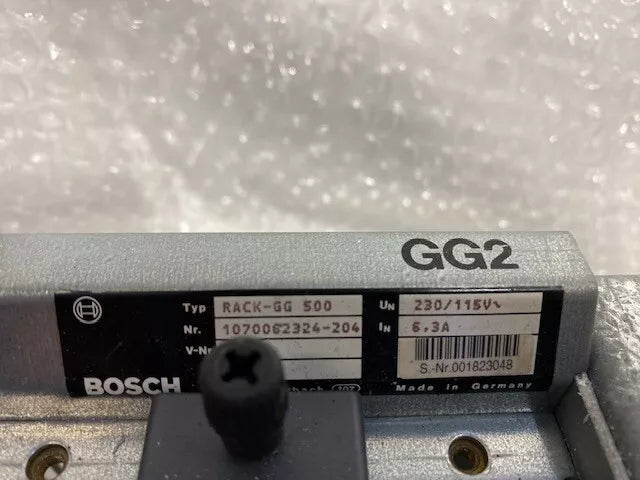 GG2
Typ RACK-GG 500 UN 230/115V~
Nr. 1070062324-204 IN 6.3A
V-Nr
S.-Nr.001823048
BOSCH 107 Made in Germany